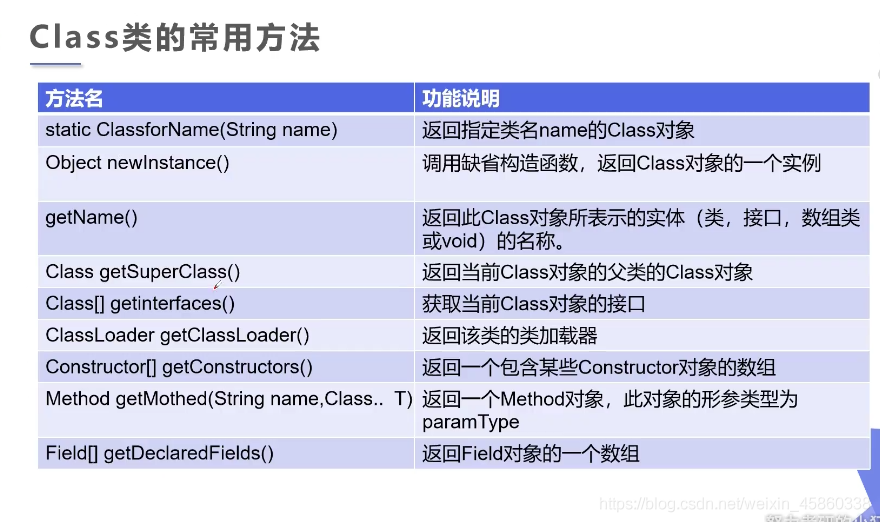 Class类的常用方法
方法名 功能说明
static ClassforName(String name) 返回指定类名name的Class对象
Object newInstance() 调用缺省构造函数，返回Class对象的一个实例
getName() 返回此Class对象所表示的实体（类，接口，数组类
或void）的名称。
Class getSuperClass() 返回当前Class对象的父类的Class对象
Class[] getinterfaces() 获取当前Class对象的接口
ClassLoader getClassLoader() 返回该类的类加载器
Constructor[] getConstructors() 返回一个包含某些Constructor对象的数组
Method getMothed(String name,Class.. T) 返回一个Method对象，此对象的形参类型为
paramType
Field[] getDeclaredFields() 返回Field对象的一个数组
https://blog.csdn.net/weixin_45860338